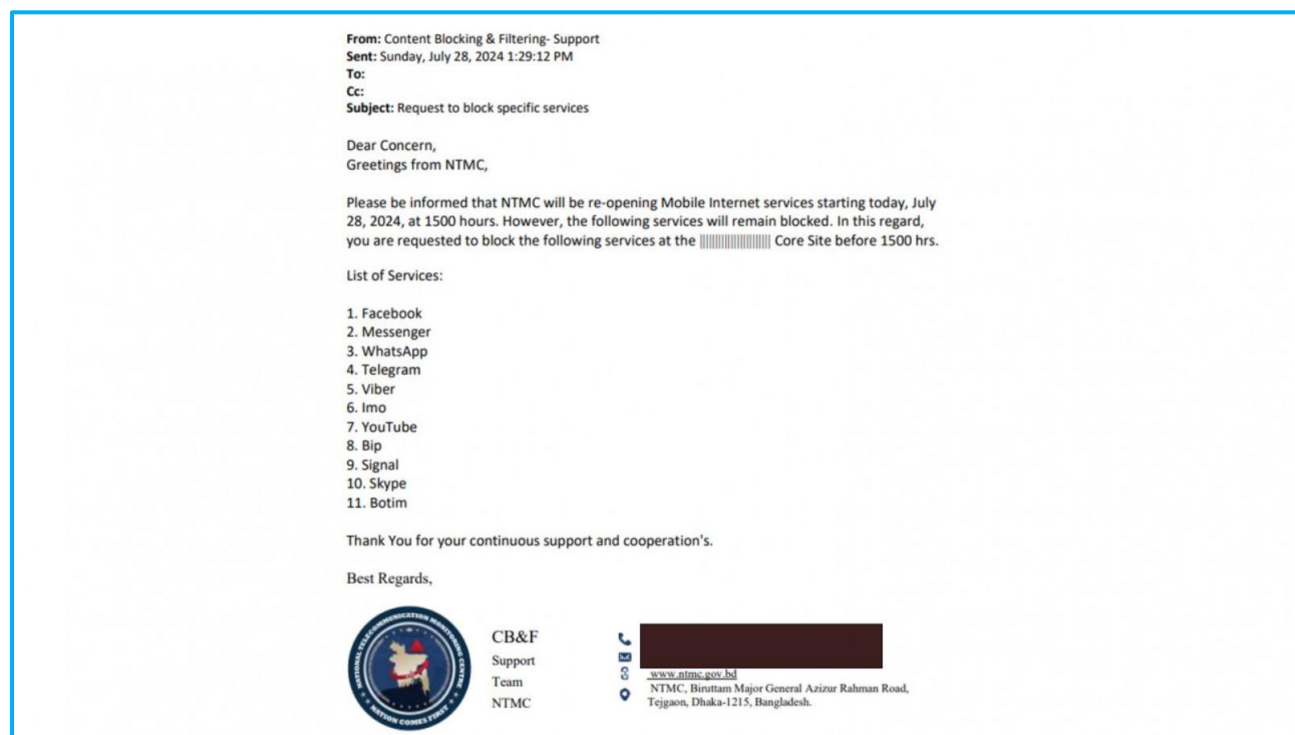 From: Content Blocking & Filtering- Support
Sent: Sunday, July 28, 2024 1:29:12 PM
To:
Cc:
Subject: Request to block specific services
Dear Concern,
Greetings from NTMC,
Please be informed that NTMC will be re-opening Mobile Internet services starting today, July
28, 2024, at 1500 hours. However, the following services will remain blocked. In this regard,
you are requested to block the following services at the Core Site before 1500 hrs.
List of Services:
1. Facebook
2. Messenger
3. WhatsApp
4. Telegram
5. Viber
6. Imo
7. YouTube
8. Bip
9. Signal
10. Skype
11. Botim
Thank You for your continuous support and cooperation's.
Best Regards,
NATIONAL TELECOMMUNICATION MONITORING CENTRE
NATION COMES FIRST
CB&F
Support
Team
NTMC
www.ntmc.gov.bd
NTMC, Biruttam Major General Azizur Rahman Road,
Tejgaon, Dhaka-1215, Bangladesh.